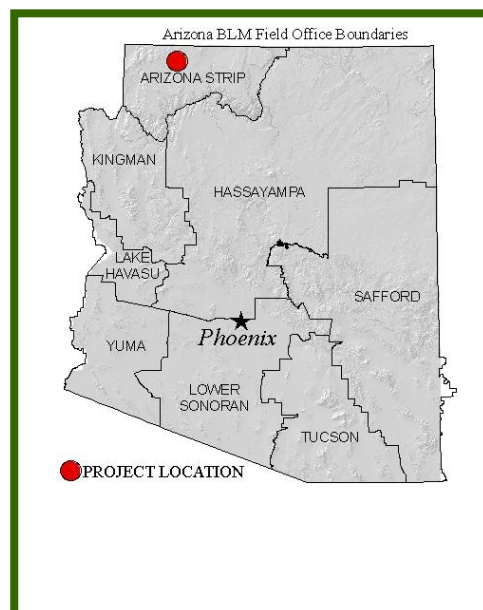 Arizona BLM Field Office Boundaries
ARIZONA STRIP
KINGMAN
HASSAYAMPA
LAKE
HAVASU
SAFFORD
Phoenix
YUMA
LOWER
SONORAN
TUCSON
PROJECT LOCATION